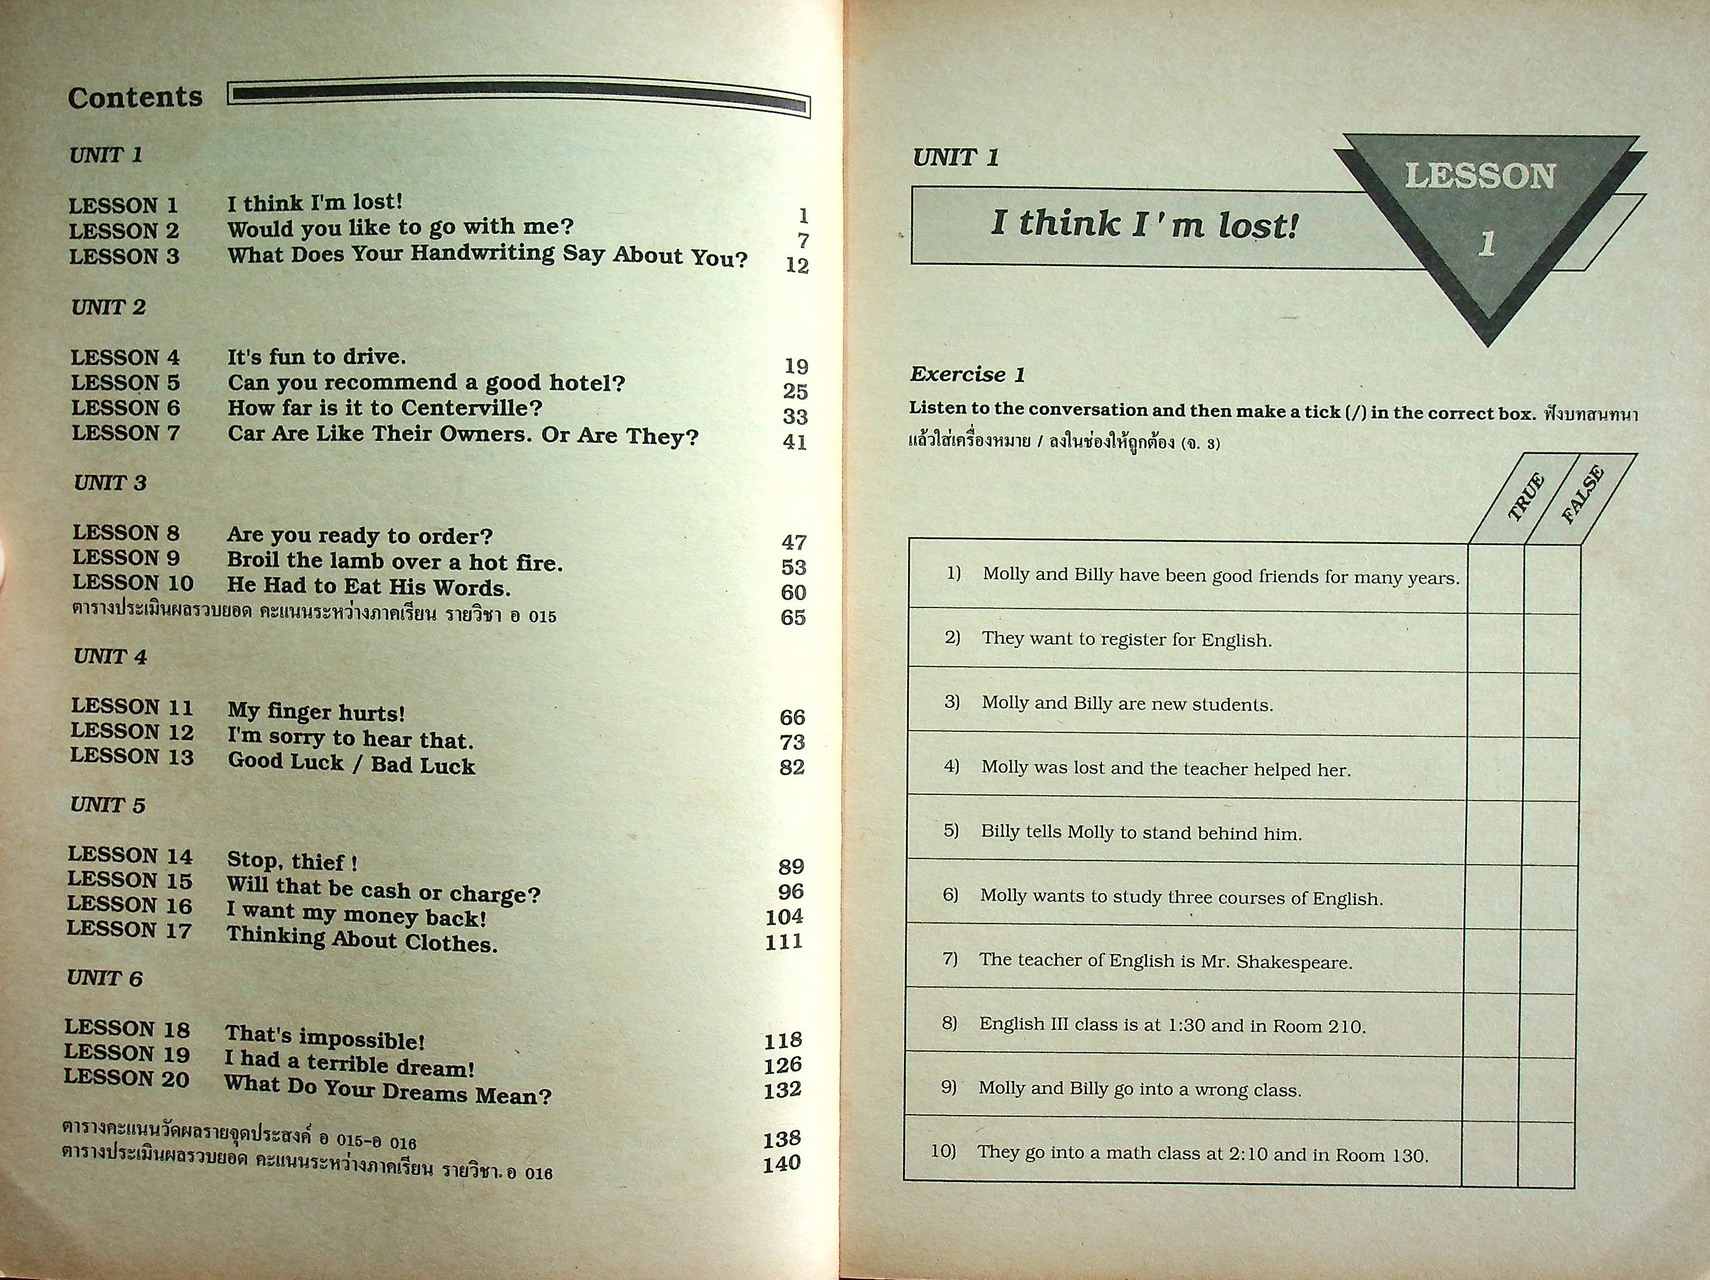 Contents
UNIT 1
LESSON 1 I think I'm lost! 1
LESSON 2 Would you like to go with me? 7
LESSON 3 What Does Your Handwriting Say About You? 12
UNIT 2
LESSON 4 It's fun to drive. 19
LESSON 5 Can you recommend a good hotel? 25
LESSON 6 How far is it to Centerville? 33
LESSON 7 Car Are Like Their Owners. Or Are They? 41
UNIT 3
LESSON 8 Are you ready to order? 47
LESSON 9 Broil the lamb over a hot fire. 53
LESSON 10 He Had to Eat His Words. 60
ตารางประเมินผลรวบยอด คะแนนระหว่างภาคเรียน รายวิชา อ 015 65
UNIT 4
LESSON 11 My finger hurts! 66
LESSON 12 I'm sorry to hear that. 73
LESSON 13 Good Luck / Bad Luck 82
UNIT 5
LESSON 14 Stop, thief ! 89
LESSON 15 Will that be cash or charge? 96
LESSON 16 I want my money back! 104
LESSON 17 Thinking About Clothes. 111
UNIT 6
LESSON 18 That's impossible! 118
LESSON 19 I had a terrible dream! 126
LESSON 20 What Do Your Dreams Mean? 132
ตารางคะแนนวัดผลรายจุดประสงค์ อ 015-อ 016 138
ตารางประเมินผลรวบยอด คะแนนระหว่างภาคเรียน รายวิชา. อ 016 140
UNIT 1
LESSON
1
I think I'm lost!
Exercise 1
Listen to the conversation and then make a tick (/) in the correct box. ฟังบทสนทนา
แล้วใส่เครื่องหมาย / ลงในช่องให้ถูกต้อง (จ. 3)
TRUE FALSE
1) Molly and Billy have been good friends for many years.
2) They want to register for English.
3) Molly and Billy are new students.
4) Molly was lost and the teacher helped her.
5) Billy tells Molly to stand behind him.
6) Molly wants to study three courses of English.
7) The teacher of English is Mr. Shakespeare.
8) English III class is at 1:30 and in Room 210.
9) Molly and Billy go into a wrong class.
10) They go into a math class at 2:10 and in Room 130.